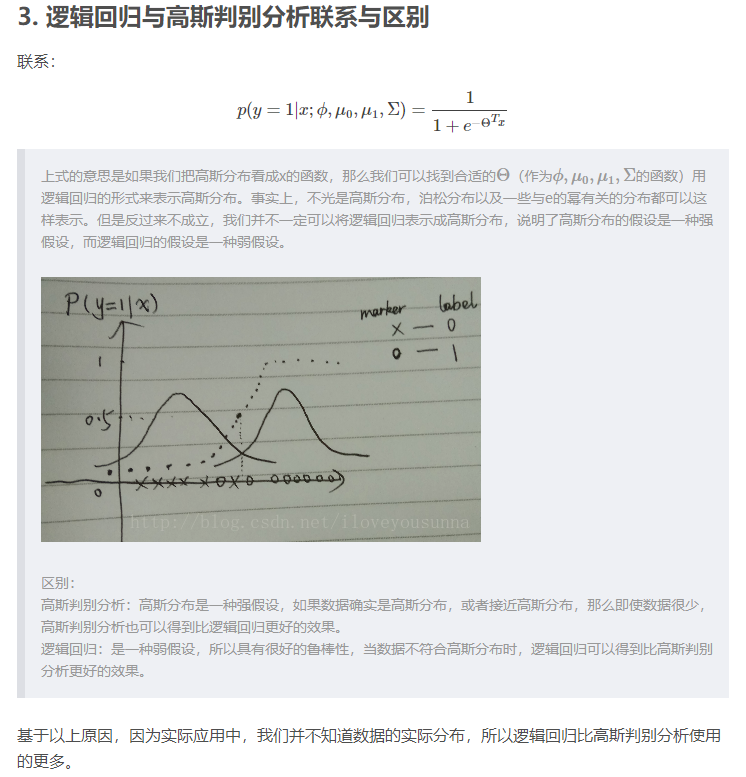 3. 逻辑回归与高斯判别分析联系与区别
联系：
p(y = 1|x; ϕ, μ₀, μ₁, Σ) = 1 / (1 + e^{−Θ^T x})
上式的意思是如果我们把高斯分布看成x的函数，那么我们可以找到合适的Θ（作为ϕ, μ₀, μ₁, Σ的函数）用
逻辑回归的形式来表示高斯分布。事实上，不光是高斯分布，泊松分布以及一些与e的幂有关的分布都可以这
样表示。但是反过来不成立，我们并不一定可以将逻辑回归表示成高斯分布，说明了高斯分布的假设是一种强
假设，而逻辑回归的假设是一种弱假设。
P(y=1|x)
marker label
x — 0
o — 1
1
0.5
0
x x x x x o x o o o o o o o
http://blog.csdn.net/iloveyousunna
区别：
高斯判别分析：高斯分布是一种强假设，如果数据确实是高斯分布，或者接近高斯分布，那么即使数据很少，
高斯判别分析也可以得到比逻辑回归更好的效果。
逻辑回归：是一种弱假设，所以具有很好的鲁棒性，当数据不符合高斯分布时，逻辑回归可以得到比高斯判别
分析更好的效果。
基于以上原因，因为实际应用中，我们并不知道数据的实际分布，所以逻辑回归比高斯判别分析使用
的更多。